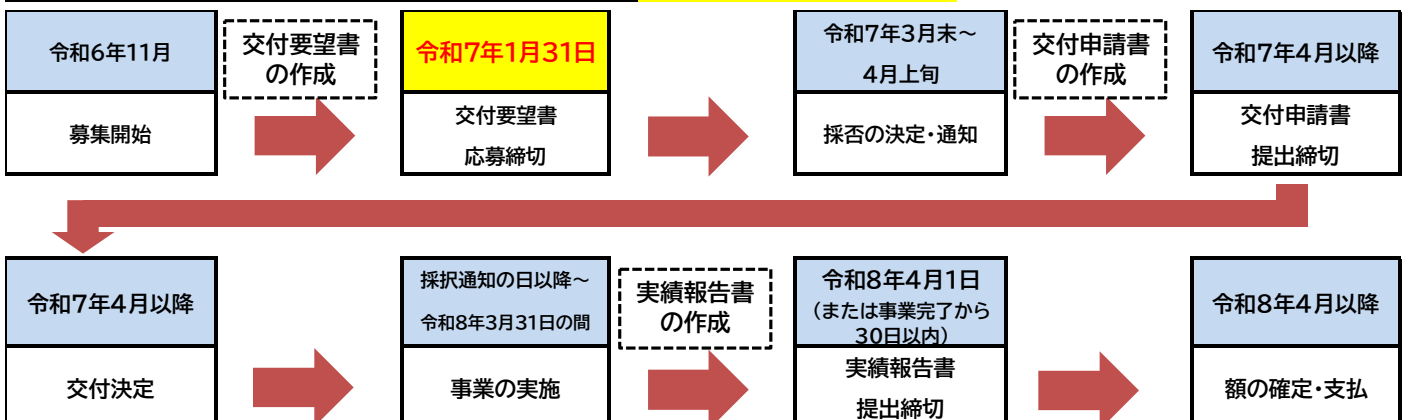 令和6年11月
募集開始
交付要望書
の作成
令和7年1月31日
交付要望書
応募締切
令和7年3月末～
4月上旬
採否の決定・通知
交付申請書
の作成
令和7年4月以降
交付申請書
提出締切
令和7年4月以降
交付決定
採択通知の日以降～
令和8年3月31日の間
事業の実施
実績報告書
の作成
令和8年4月1日
(または事業完了から
30日以内)
実績報告書
提出締切
令和8年4月以降
額の確定・支払